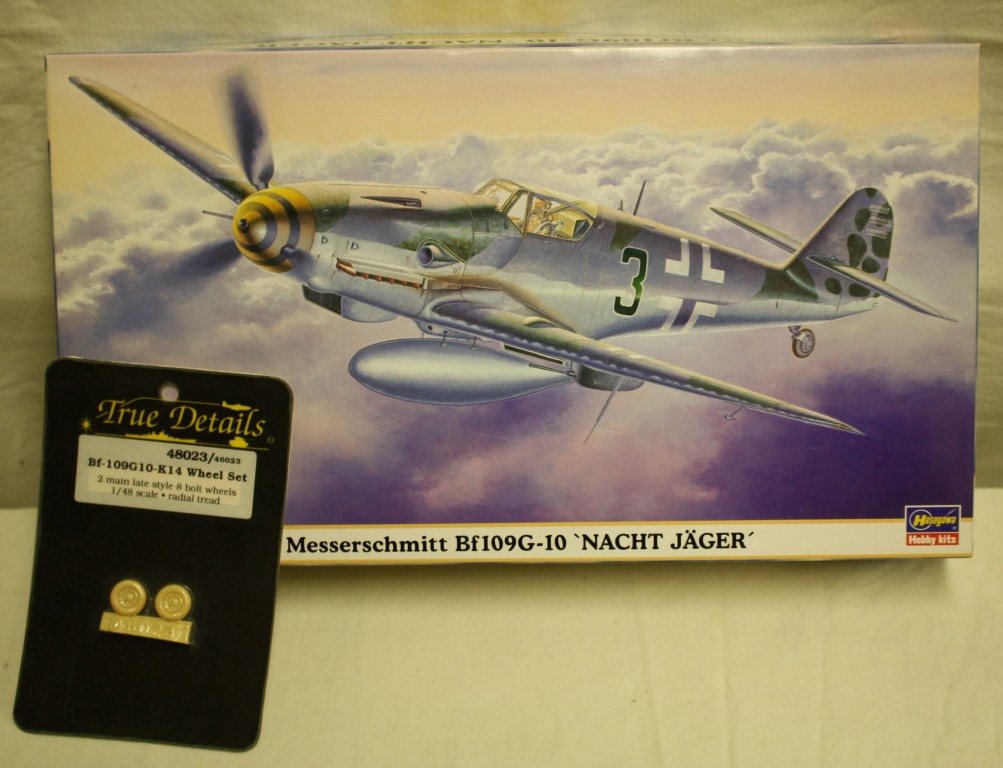 3
True Details
48023/46023
Bf-109G10-K14 Wheel Set
2 main late style 8 bolt wheels
1/48 scale • radial tread
Messerschmitt Bf109G-10 `NACHT JÄGER´
Hasegawa
Hobby kits